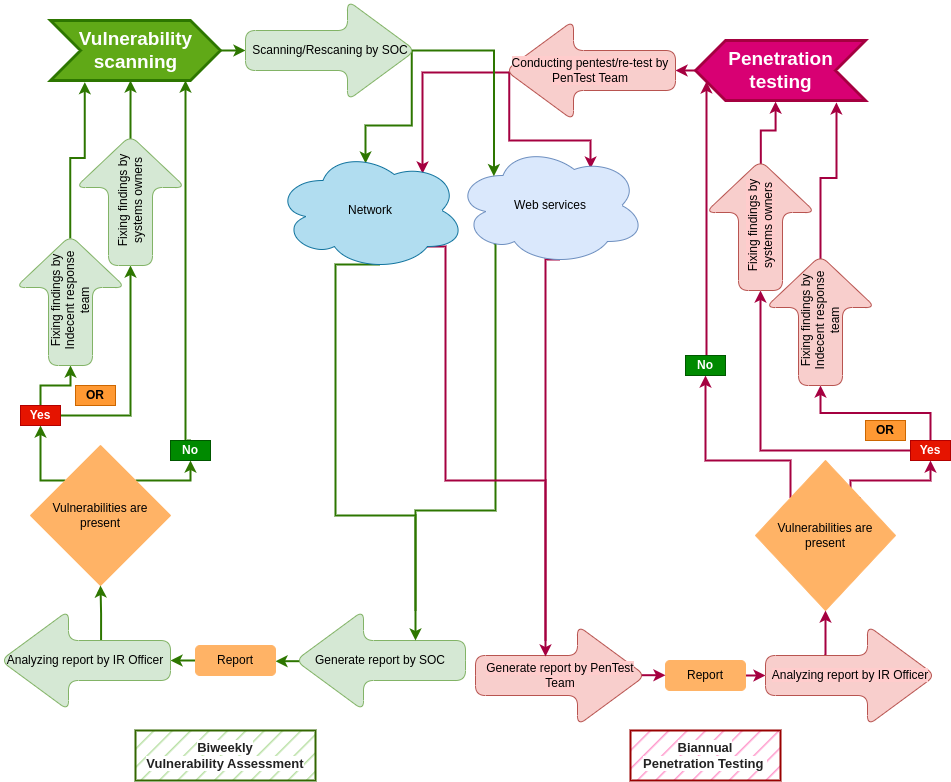 Vulnerability
scanning
Scanning/Rescaning by SOC
Conducting pentest/re-test by
PenTest Team
Penetration
testing
Network
Web services
Fixing findings by
systems owners
Fixing findings by
Indecent response
team
Fixing findings by
systems owners
Fixing findings by
Indecent response
team
OR
Yes
No
No
OR
Yes
Vulnerabilities are
present
Vulnerabilities are
present
Analyzing report by IR Officer
Report
Generate report by SOC
Generate report by PenTest
Team
Report
Analyzing report by IR Officer
Biweekly
Vulnerability Assessment
Biannual
Penetration Testing